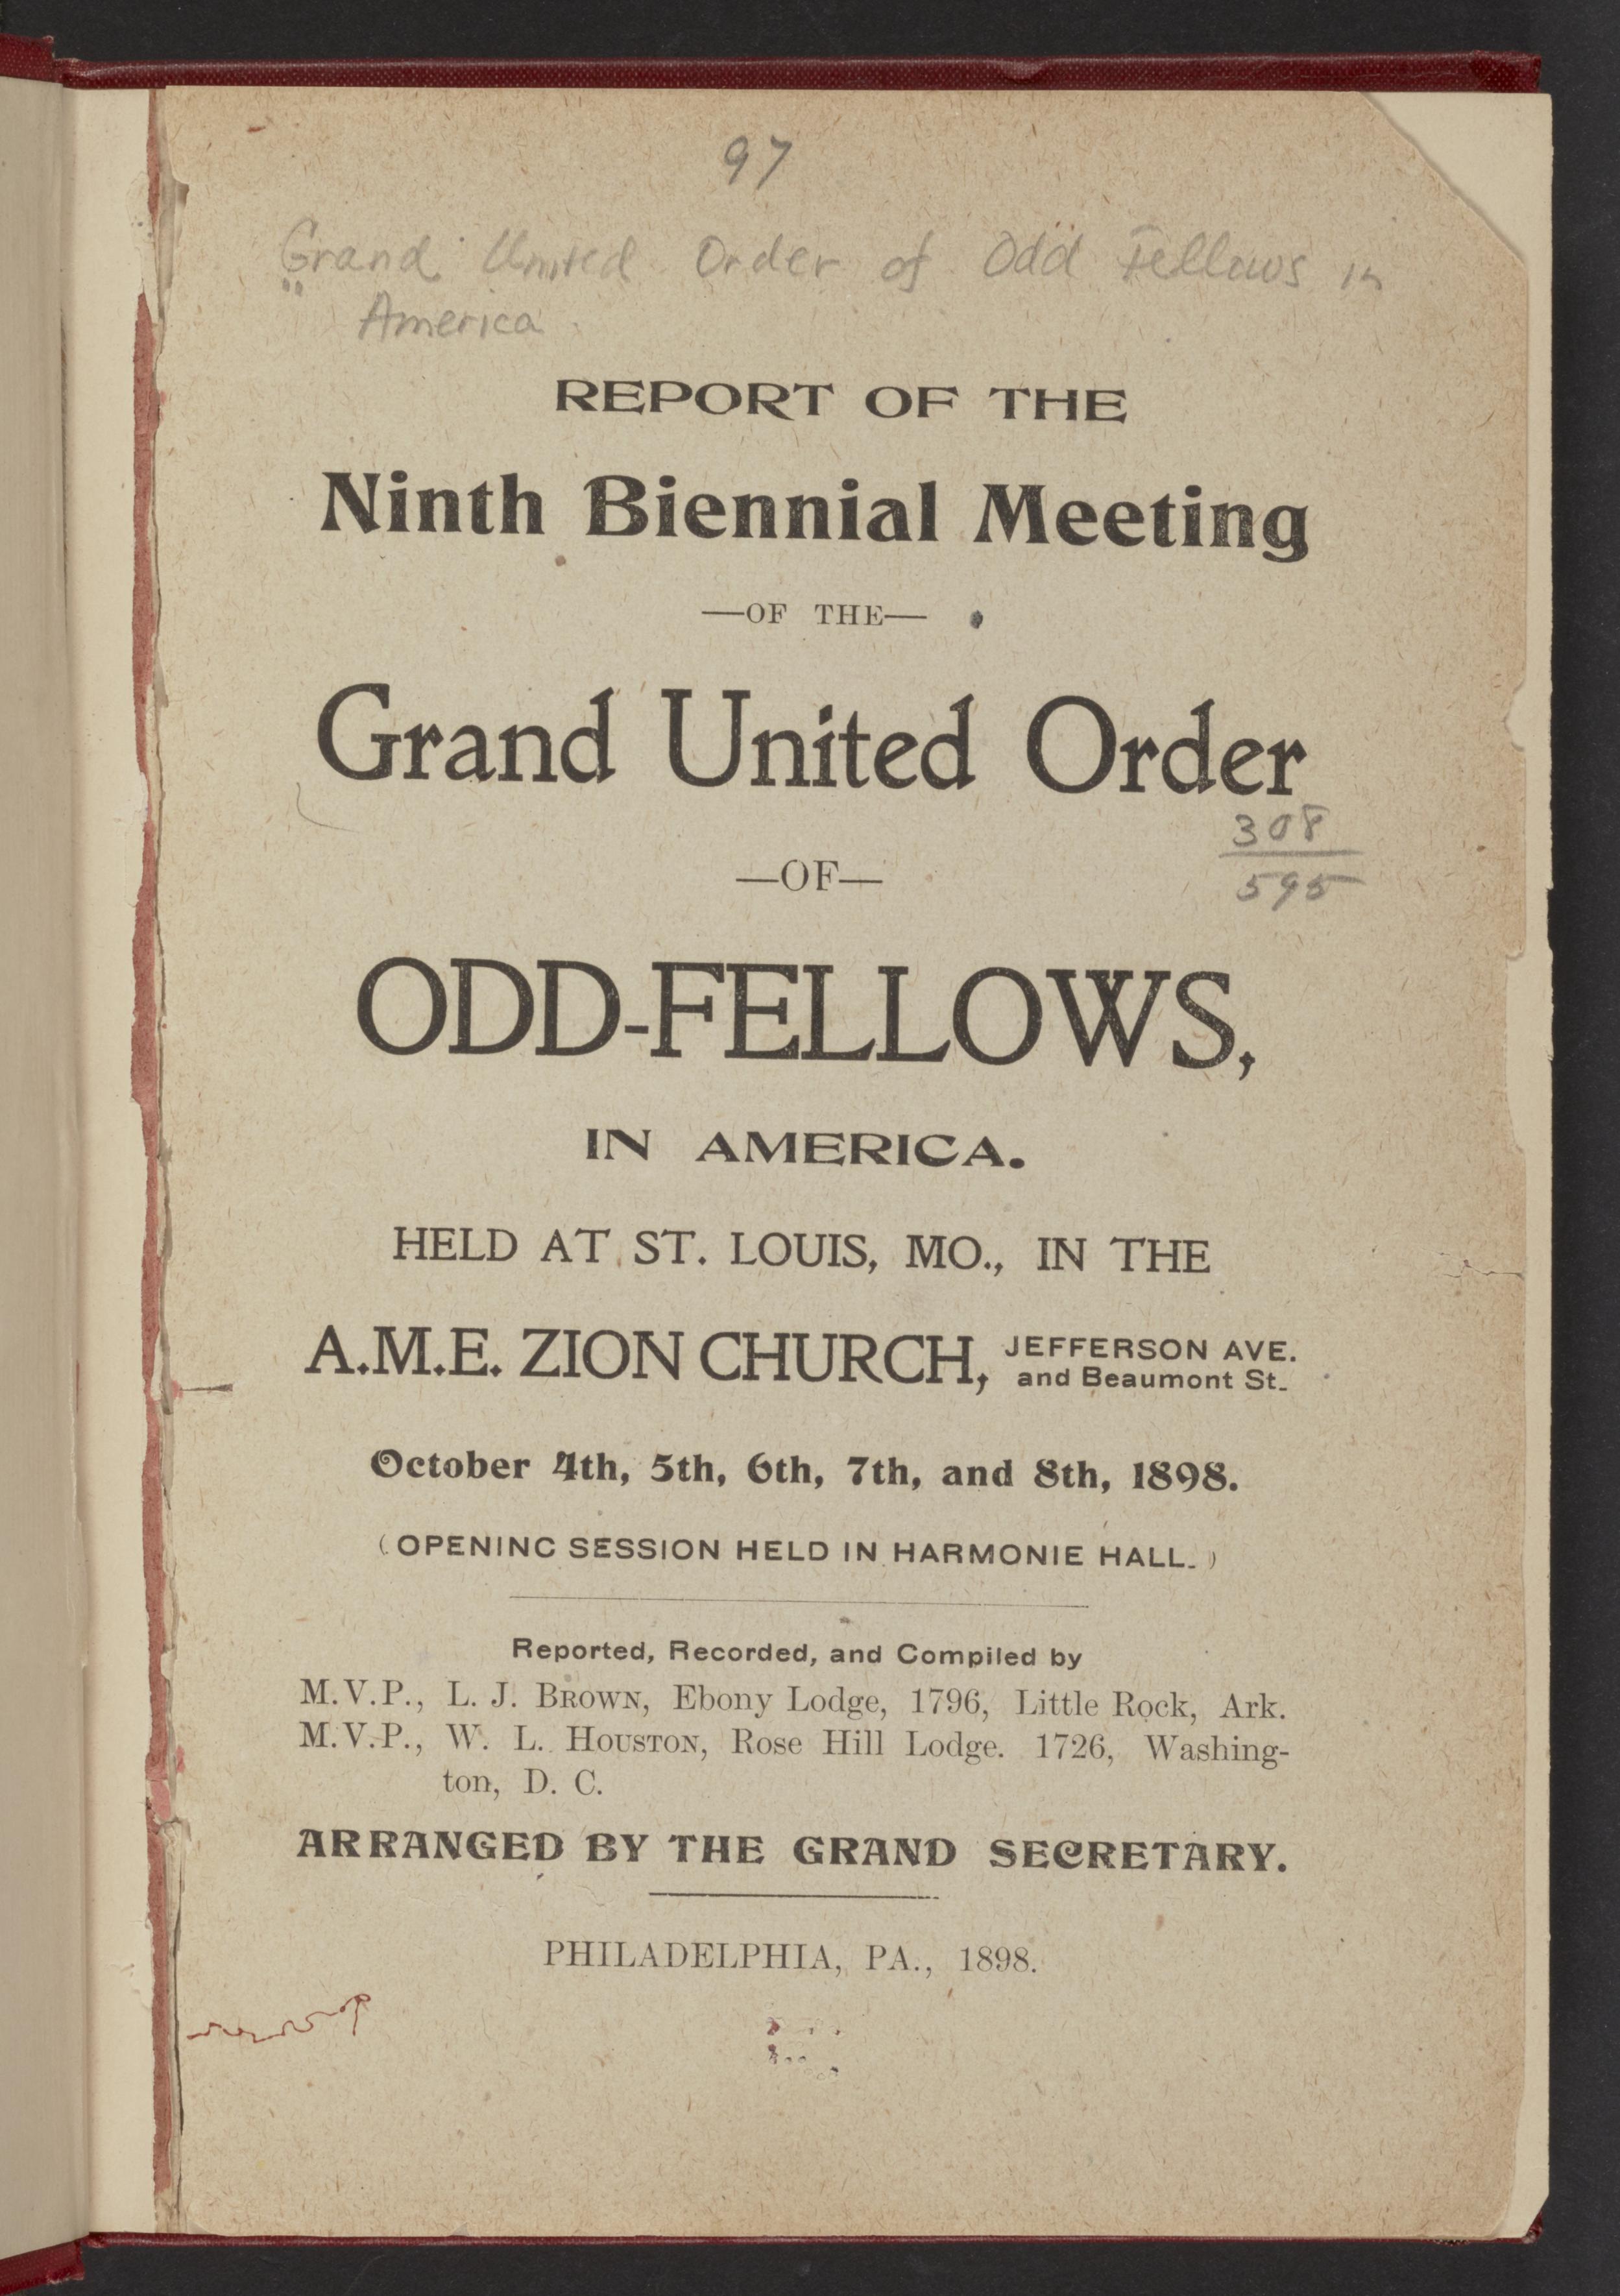 97
Grand United Order of Odd Fellows in
America
REPORT OF THE
Ninth Biennial Meeting
—OF THE—
Grand United Order
308
—OF—
595
ODD-FELLOWS,
IN AMERICA.
HELD AT ST. LOUIS, MO., IN THE
A.M.E. ZION CHURCH, JEFFERSON AVE.
and Beaumont St.
October 4th, 5th, 6th, 7th, and 8th, 1898.
(OPENING SESSION HELD IN HARMONIE HALL.)
Reported, Recorded, and Compiled by
M.V.P., L. J. BROWN, Ebony Lodge, 1796, Little Rock, Ark.
M.V.P., W. L. HOUSTON, Rose Hill Lodge. 1726, Washing-
ton, D. C.
ARRANGED BY THE GRAND SECRETARY.
PHILADELPHIA, PA., 1898.